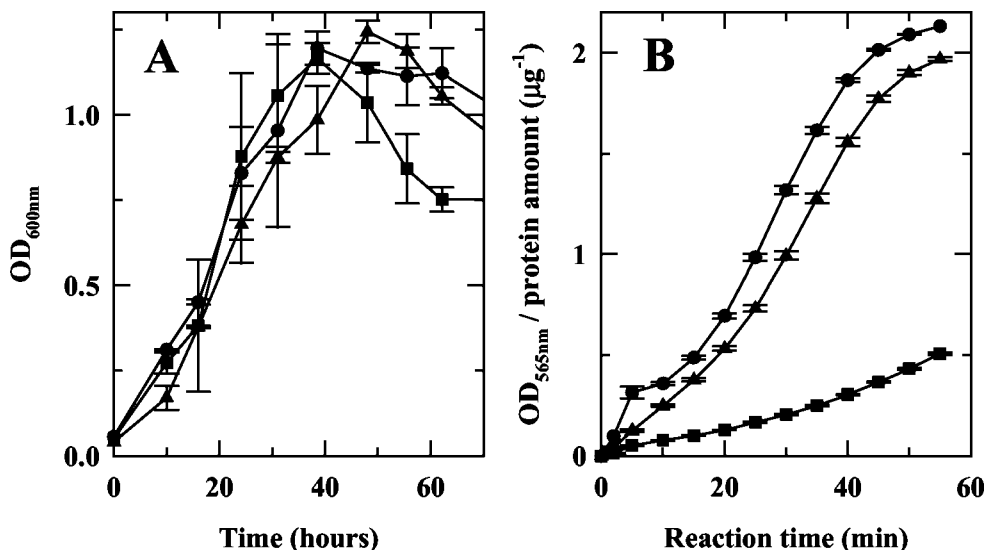 A
OD600nm
1.0
0.5
0.0
0 20 40 60
Time (hours)
B
OD565nm / protein amount (µg-1)
2
1
0
0 20 40 60
Reaction time (min)